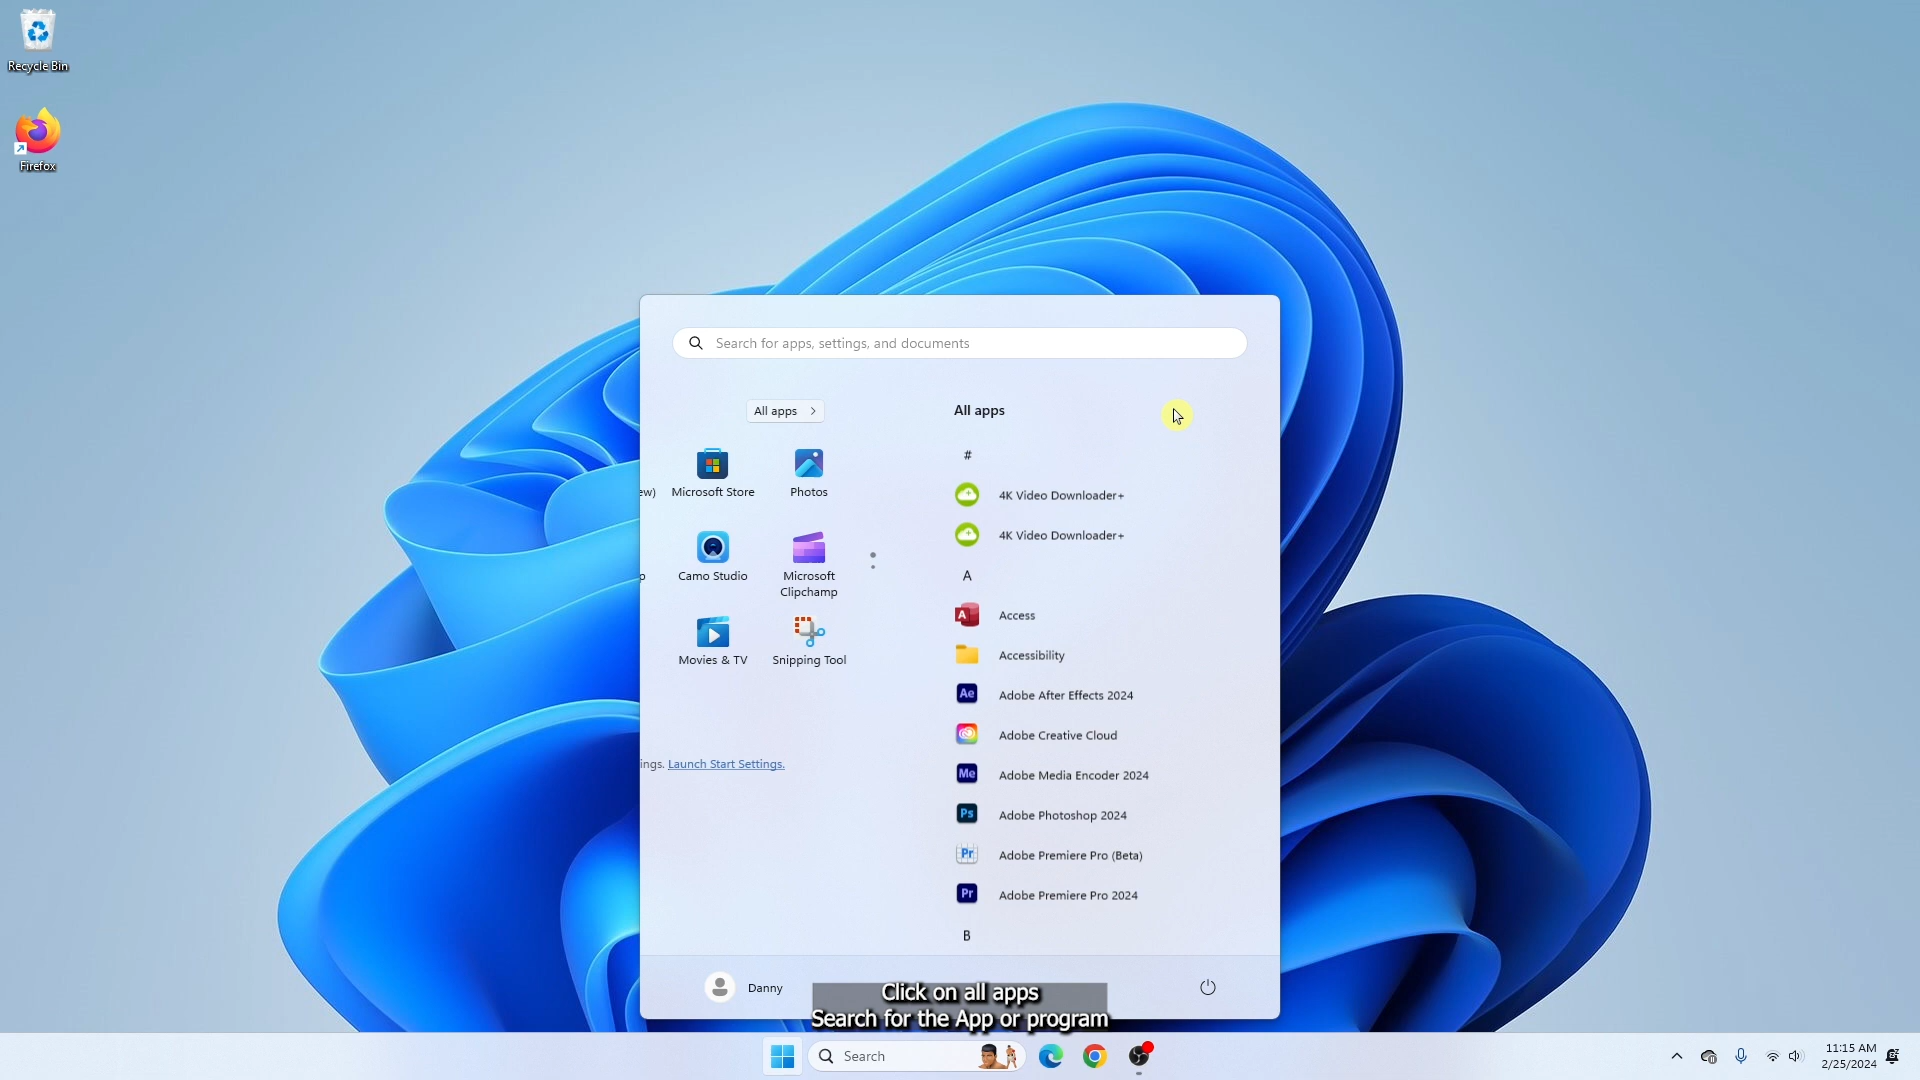 Recycle Bin
Firefox
Search for apps, settings, and documents
All apps
All apps
#
4K Video Downloader+
4K Video Downloader+
A
Access
Accessibility
Adobe After Effects 2024
Adobe Creative Cloud
Adobe Media Encoder 2024
Adobe Photoshop 2024
Adobe Premiere Pro (Beta)
Adobe Premiere Pro 2024
B
ew)
Microsoft Store
Photos
Camo Studio
Microsoft
Clipchamp
Movies & TV
Snipping Tool
ings. Launch Start Settings.
Danny
Click on all apps
Search for the App or program
Search
11:15 AM
2/25/2024